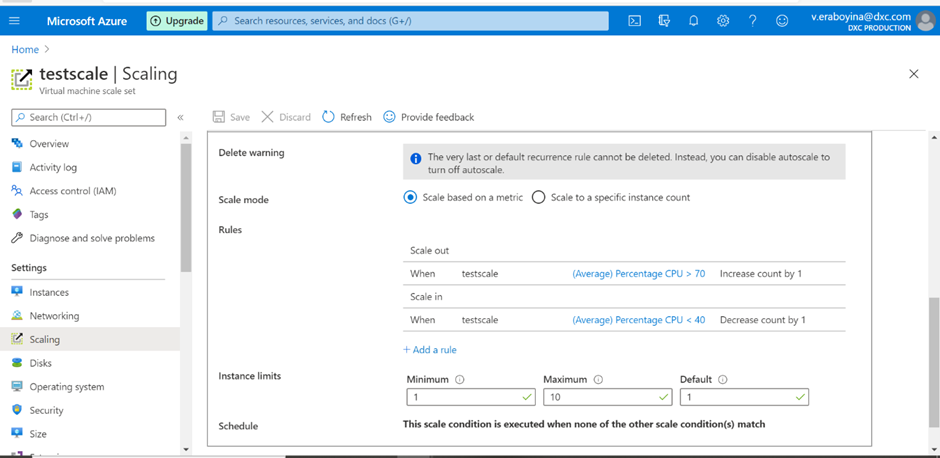 Microsoft Azure
Upgrade
Search resources, services, and docs (G+/)
v.eraboyina@dxc.com
DXC PRODUCTION
Home >
testscale | Scaling
Virtual machine scale set
Search (Ctrl+/)
«
Save
Discard
Refresh
Provide feedback
Overview
Activity log
Access control (IAM)
Tags
Diagnose and solve problems
Settings
Instances
Networking
Scaling
Disks
Operating system
Security
Size
Delete warning
The very last or default recurrence rule cannot be deleted. Instead, you can disable autoscale to
turn off autoscale.
Scale mode
Scale based on a metric
Scale to a specific instance count
Rules
Scale out
When testscale (Average) Percentage CPU > 70 Increase count by 1
Scale in
When testscale (Average) Percentage CPU < 40 Decrease count by 1
+ Add a rule
Instance limits
Minimum
Maximum
Default
1
10
1
Schedule
This scale condition is executed when none of the other scale condition(s) match